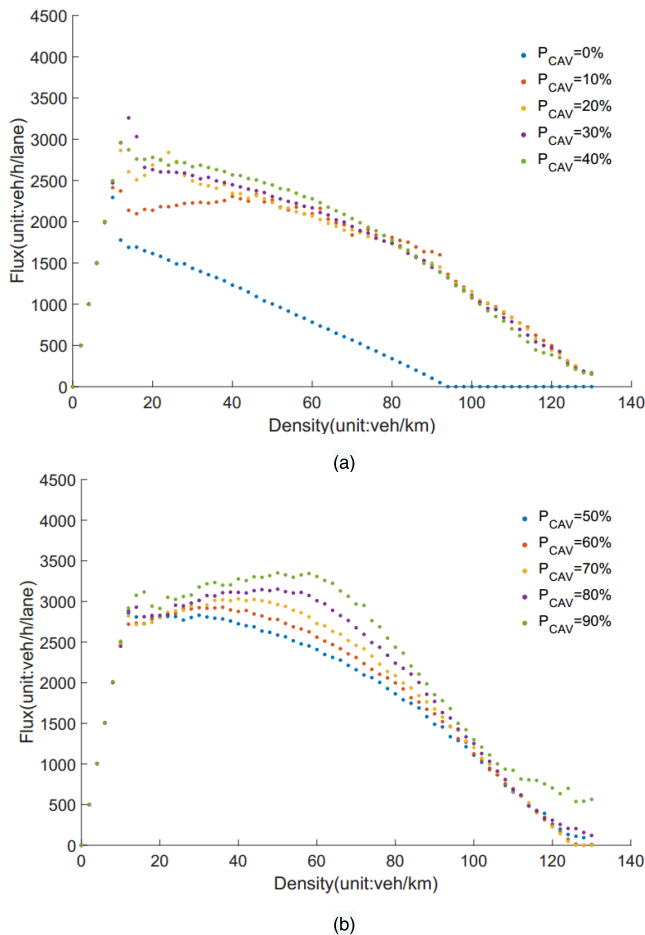 4500
4000
3500
3000
2500
2000
1500
1000
500
0
Flux(unit:veh/h/lane)
P_CAV=0%
P_CAV=10%
P_CAV=20%
P_CAV=30%
P_CAV=40%
0 20 40 60 80 100 120 140
Density(unit:veh/km)
(a)
4500
4000
3500
3000
2500
2000
1500
1000
500
0
Flux(unit:veh/h/lane)
P_CAV=50%
P_CAV=60%
P_CAV=70%
P_CAV=80%
P_CAV=90%
0 20 40 60 80 100 120 140
Density(unit:veh/km)
(b)